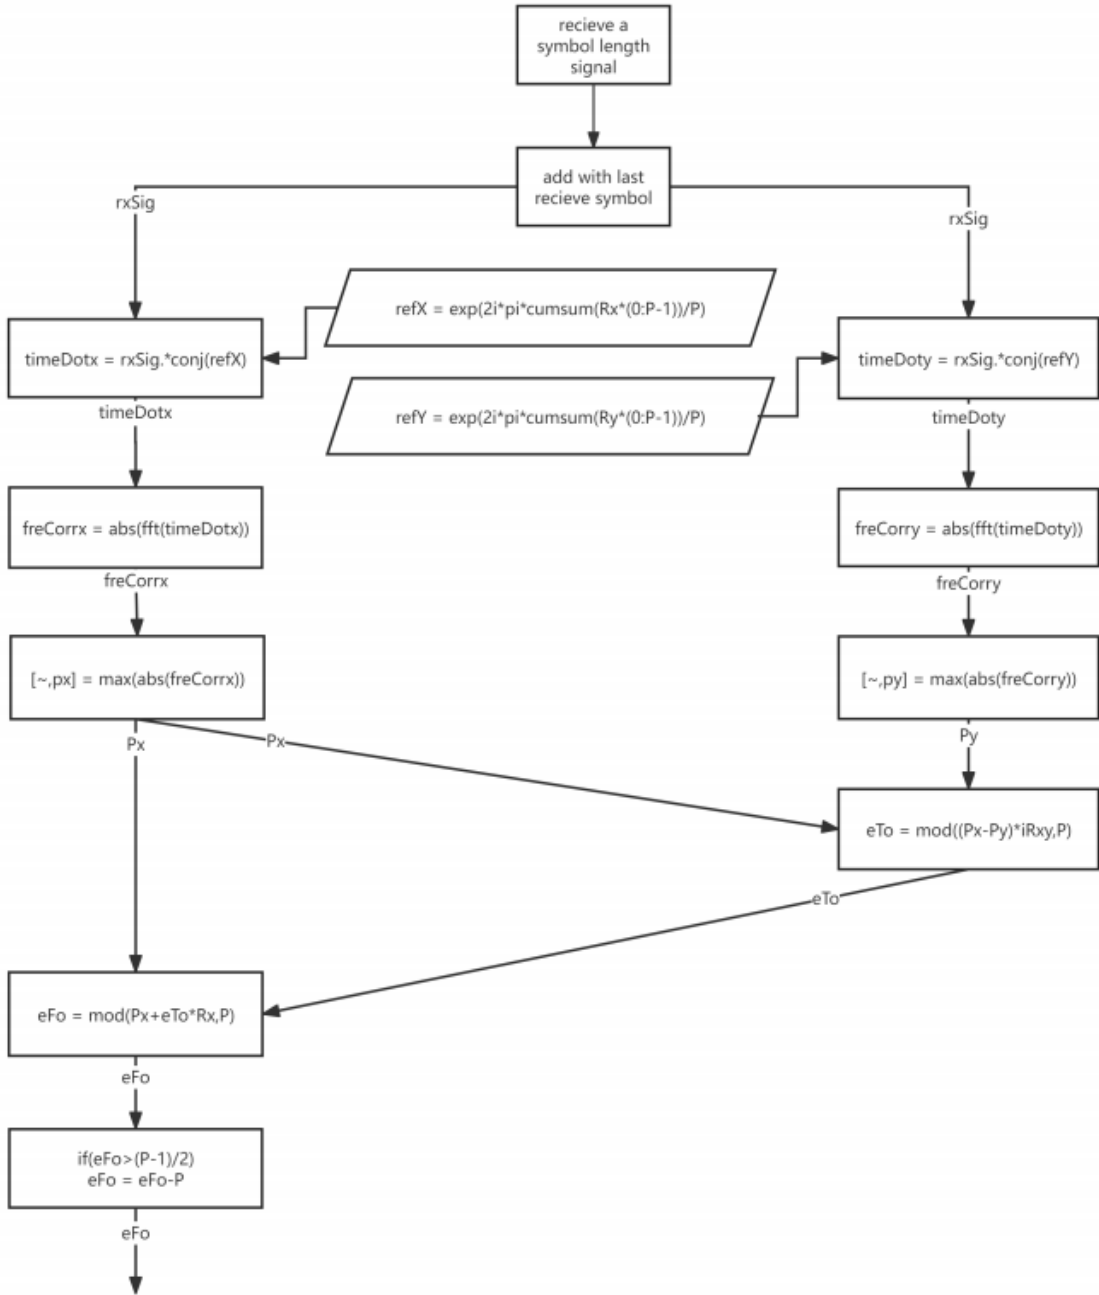 recieve a
symbol length
signal
add with last
recieve symbol
rxSig
rxSig
refX = exp(2i*pi*cumsum(Rx*(0:P-1))/P)
timeDotx = rxSig.*conj(refX)
timeDoty = rxSig.*conj(refY)
refY = exp(2i*pi*cumsum(Ry*(0:P-1))/P)
timeDotx
timeDoty
freCorrx = abs(fft(timeDotx))
freCorry = abs(fft(timeDoty))
freCorrx
freCorry
[~,px] = max(abs(freCorrx))
[~,py] = max(abs(freCorry))
Px
Px
Py
eTo = mod((Px-Py)*iRxy,P)
eTo
eFo = mod(Px+eTo*Rx,P)
eFo
if(eFo>(P-1)/2)
eFo = eFo-P
eFo